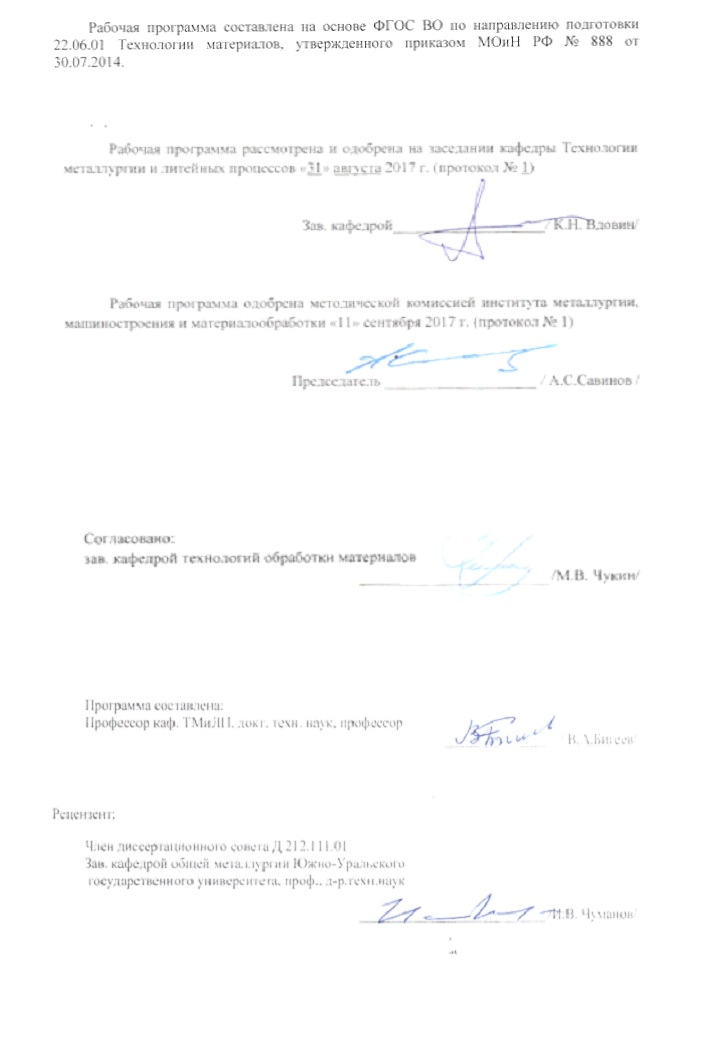 Рабочая программа составлена на основе ФГОС ВО по направлению подготовки
22.06.01 Технологии материалов, утвержденного приказом МОиН РФ № 888 от
30.07.2014.
Рабочая программа рассмотрена и одобрена на заседании кафедры Технологии
металлургии и литейных процессов «31» августа 2017 г. (протокол № 1)
Зав. кафедрой / К.Н. Вдовин/
Рабочая программа одобрена методической комиссией института металлургии,
машиностроения и материалообработки «11» сентября 2017 г. (протокол № 1)
Председатель / А.С.Савинов /
Согласовано:
зав. кафедрой технологий обработки материалов
/М.В. Чукин/
Программа составлена:
Профессор каф. ТМиЛП, докт. техн. наук, профессор
/ В.А.Бигеев/
Рецензент:
Член диссертационного совета Д 212.111.01
Зав. кафедрой общей металлургии Южно-Уральского
государственного университета, проф., д-р.техн.наук
/И.В. Чуманов/